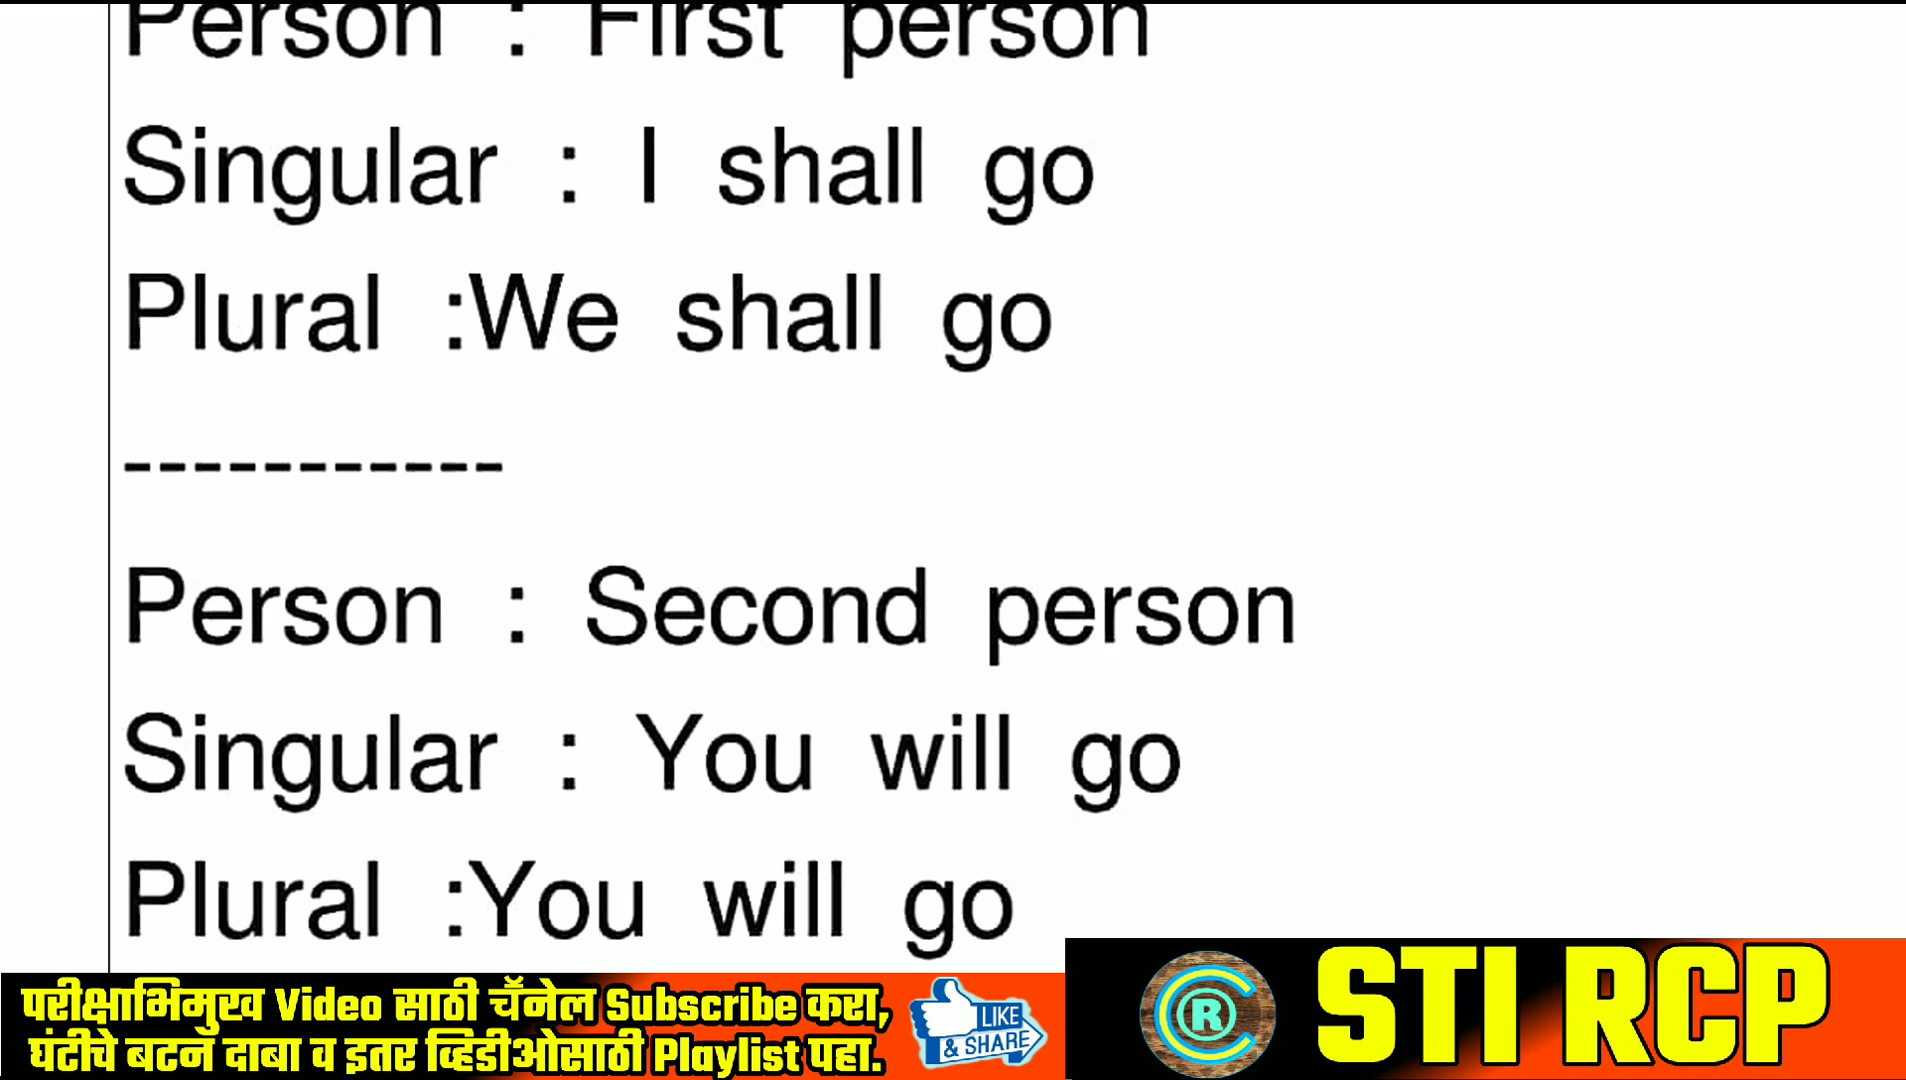 Person : First person
Singular : I shall go
Plural :We shall go
-----------
Person : Second person
Singular : You will go
Plural :You will go
परीक्षाभिमुख Video साठी चॅनेल Subscribe करा,
घंटीचे बटन दाबा व इतर व्हिडीओसाठी Playlist पहा.
LIKE
& SHARE
R
STI RCP